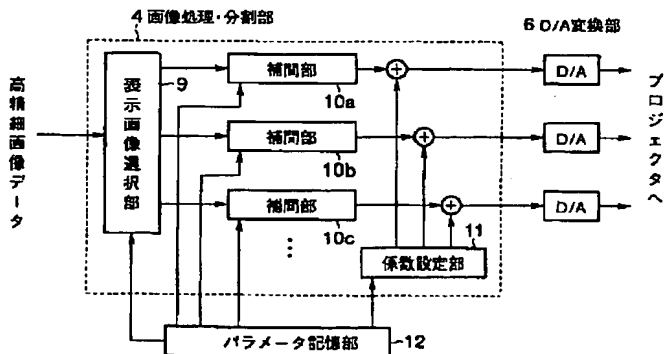 4 画像処理・分割部
6 D/A変換部
高精細画像データ
表示画像選択部
9
補間部
10a
補間部
10b
補間部
10c
⋮
+
+
+
D/A
D/A
D/A
プロジェクタへ
11
係数設定部
パラメータ記憶部
12